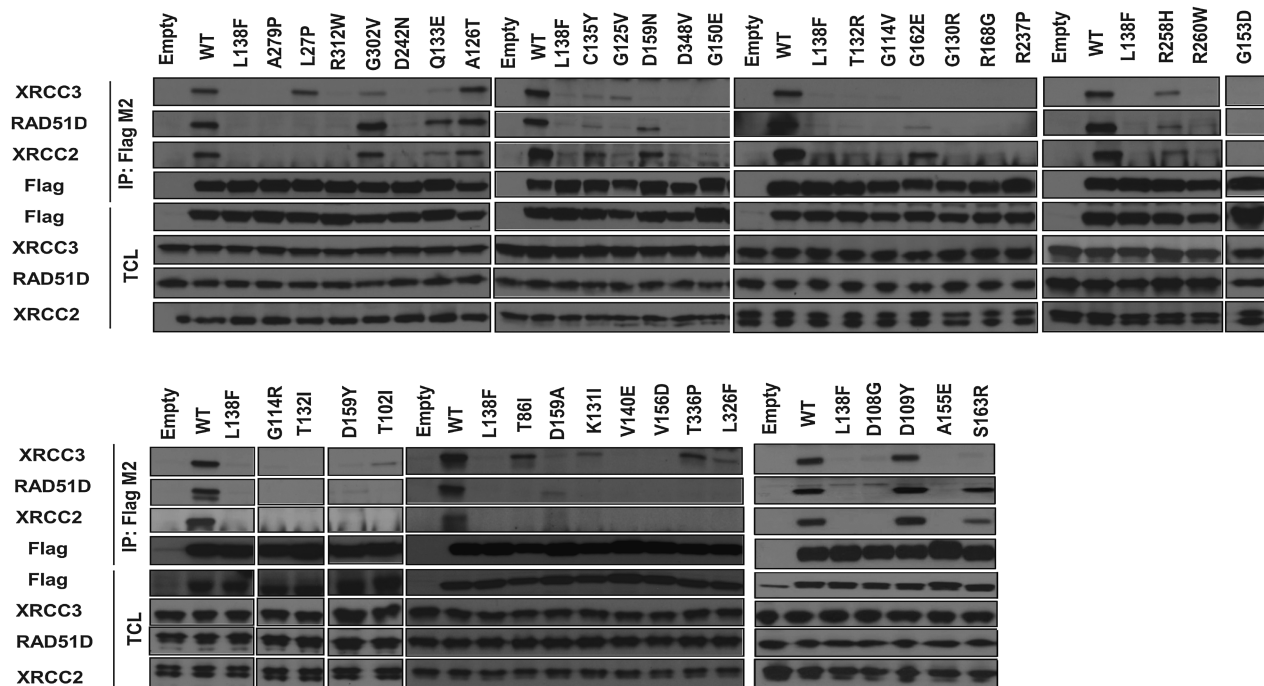 Empty WT L138F A279P L27P R312W G302V D242N Q133E A126T
Empty WT L138F C135Y G125V D159N D348V G150E
Empty WT L138F T132R G114V G162E G130R R168G R237P
Empty WT L138F R258H R260W G153D
IP: Flag M2
XRCC3
RAD51D
XRCC2
Flag
TCL
Flag
XRCC3
RAD51D
XRCC2
Empty WT L138F G114R T132I D159Y T102I
Empty WT L138F T86I D159A K131I V140E V156D T336P L326F
Empty WT L138F D108G D109Y A155E S163R
IP: Flag M2
XRCC3
RAD51D
XRCC2
Flag
TCL
Flag
XRCC3
RAD51D
XRCC2